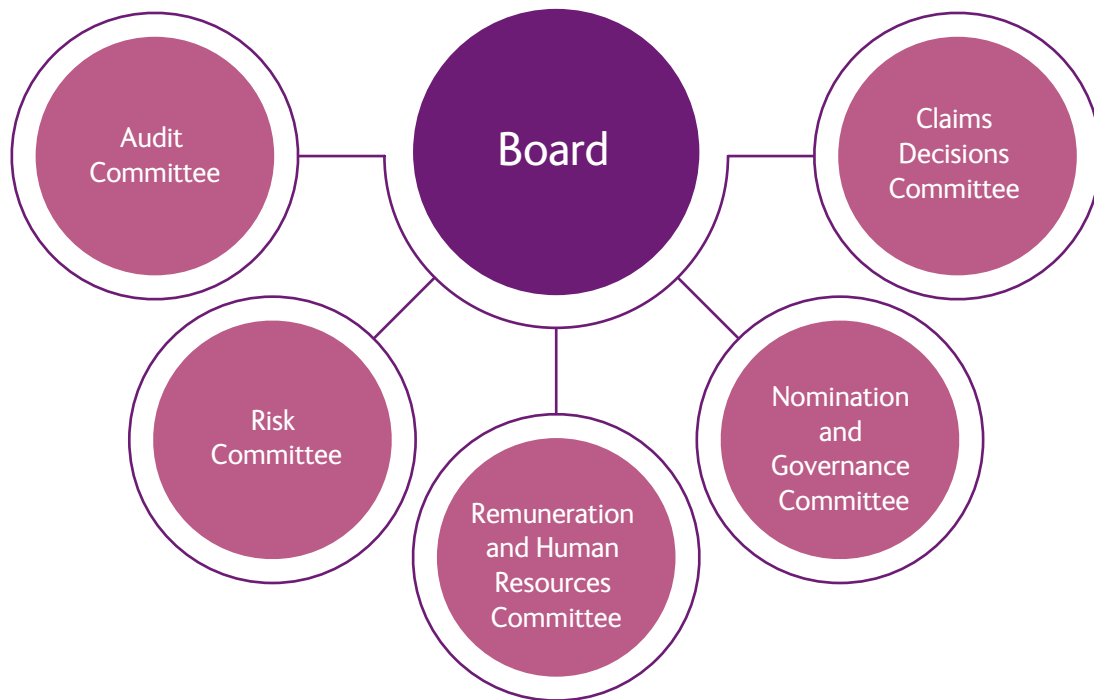 Audit
Committee
Board
Claims
Decisions
Committee
Risk
Committee
Remuneration
and Human
Resources
Committee
Nomination
and
Governance
Committee